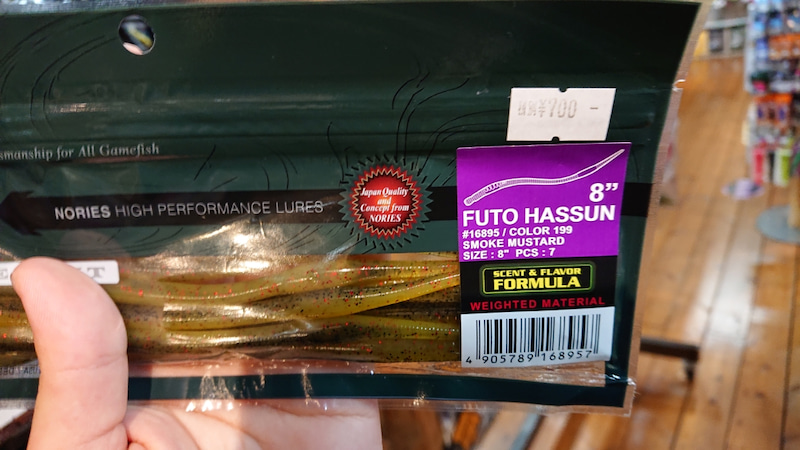 ¥700 -
smanship for All Gamefish
NORIES HIGH PERFORMANCE LURES
Japan Quality
and
Concept from
NORIES
8”
FUTO HASSUN
#16895 / COLOR 199
SMOKE MUSTARD
SIZE : 8" PCS : 7
SCENT & FLAVOR
FORMULA
WEIGHTED MATERIAL
4 905789 168957